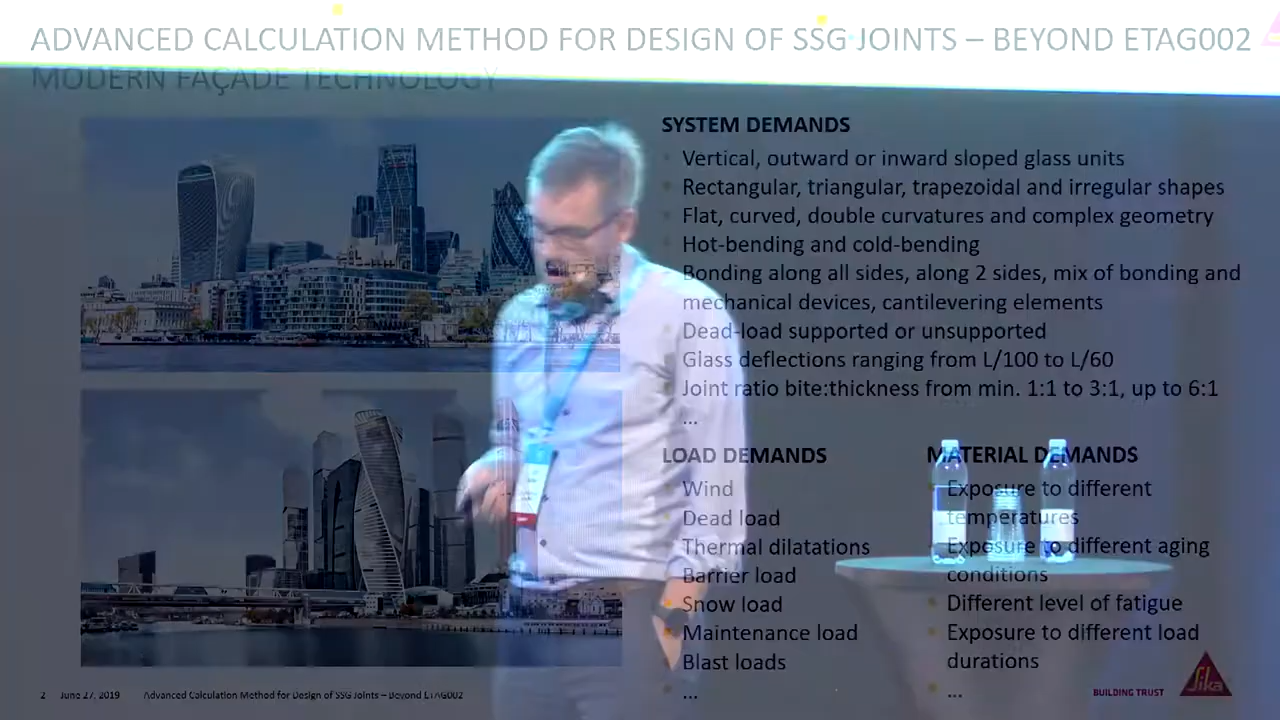 ADVANCED CALCULATION METHOD FOR DESIGN OF SSG JOINTS – BEYOND ETAG002
MODERN FAÇADE TECHNOLOGY
SYSTEM DEMANDS
Vertical, outward or inward sloped glass units
Rectangular, triangular, trapezoidal and irregular shapes
Flat, curved, double curvatures and complex geometry
Hot-bending and cold-bending
Bonding along all sides, along 2 sides, mix of bonding and
mechanical devices, cantilevering elements
Dead-load supported or unsupported
Glass deflections ranging from L/100 to L/60
Joint ratio bite:thickness from min. 1:1 to 3:1, up to 6:1
...
LOAD DEMANDS
Wind
Dead load
Thermal dilatations
Barrier load
Snow load
Maintenance load
Blast loads
...
MATERIAL DEMANDS
Exposure to different
temperatures
Exposure to different aging
conditions
Different level of fatigue
Exposure to different load
durations
...
2 June 27, 2019 Advanced Calculation Method for Design of SSG Joints – Beyond ETAG002
BUILDING TRUST
Sika